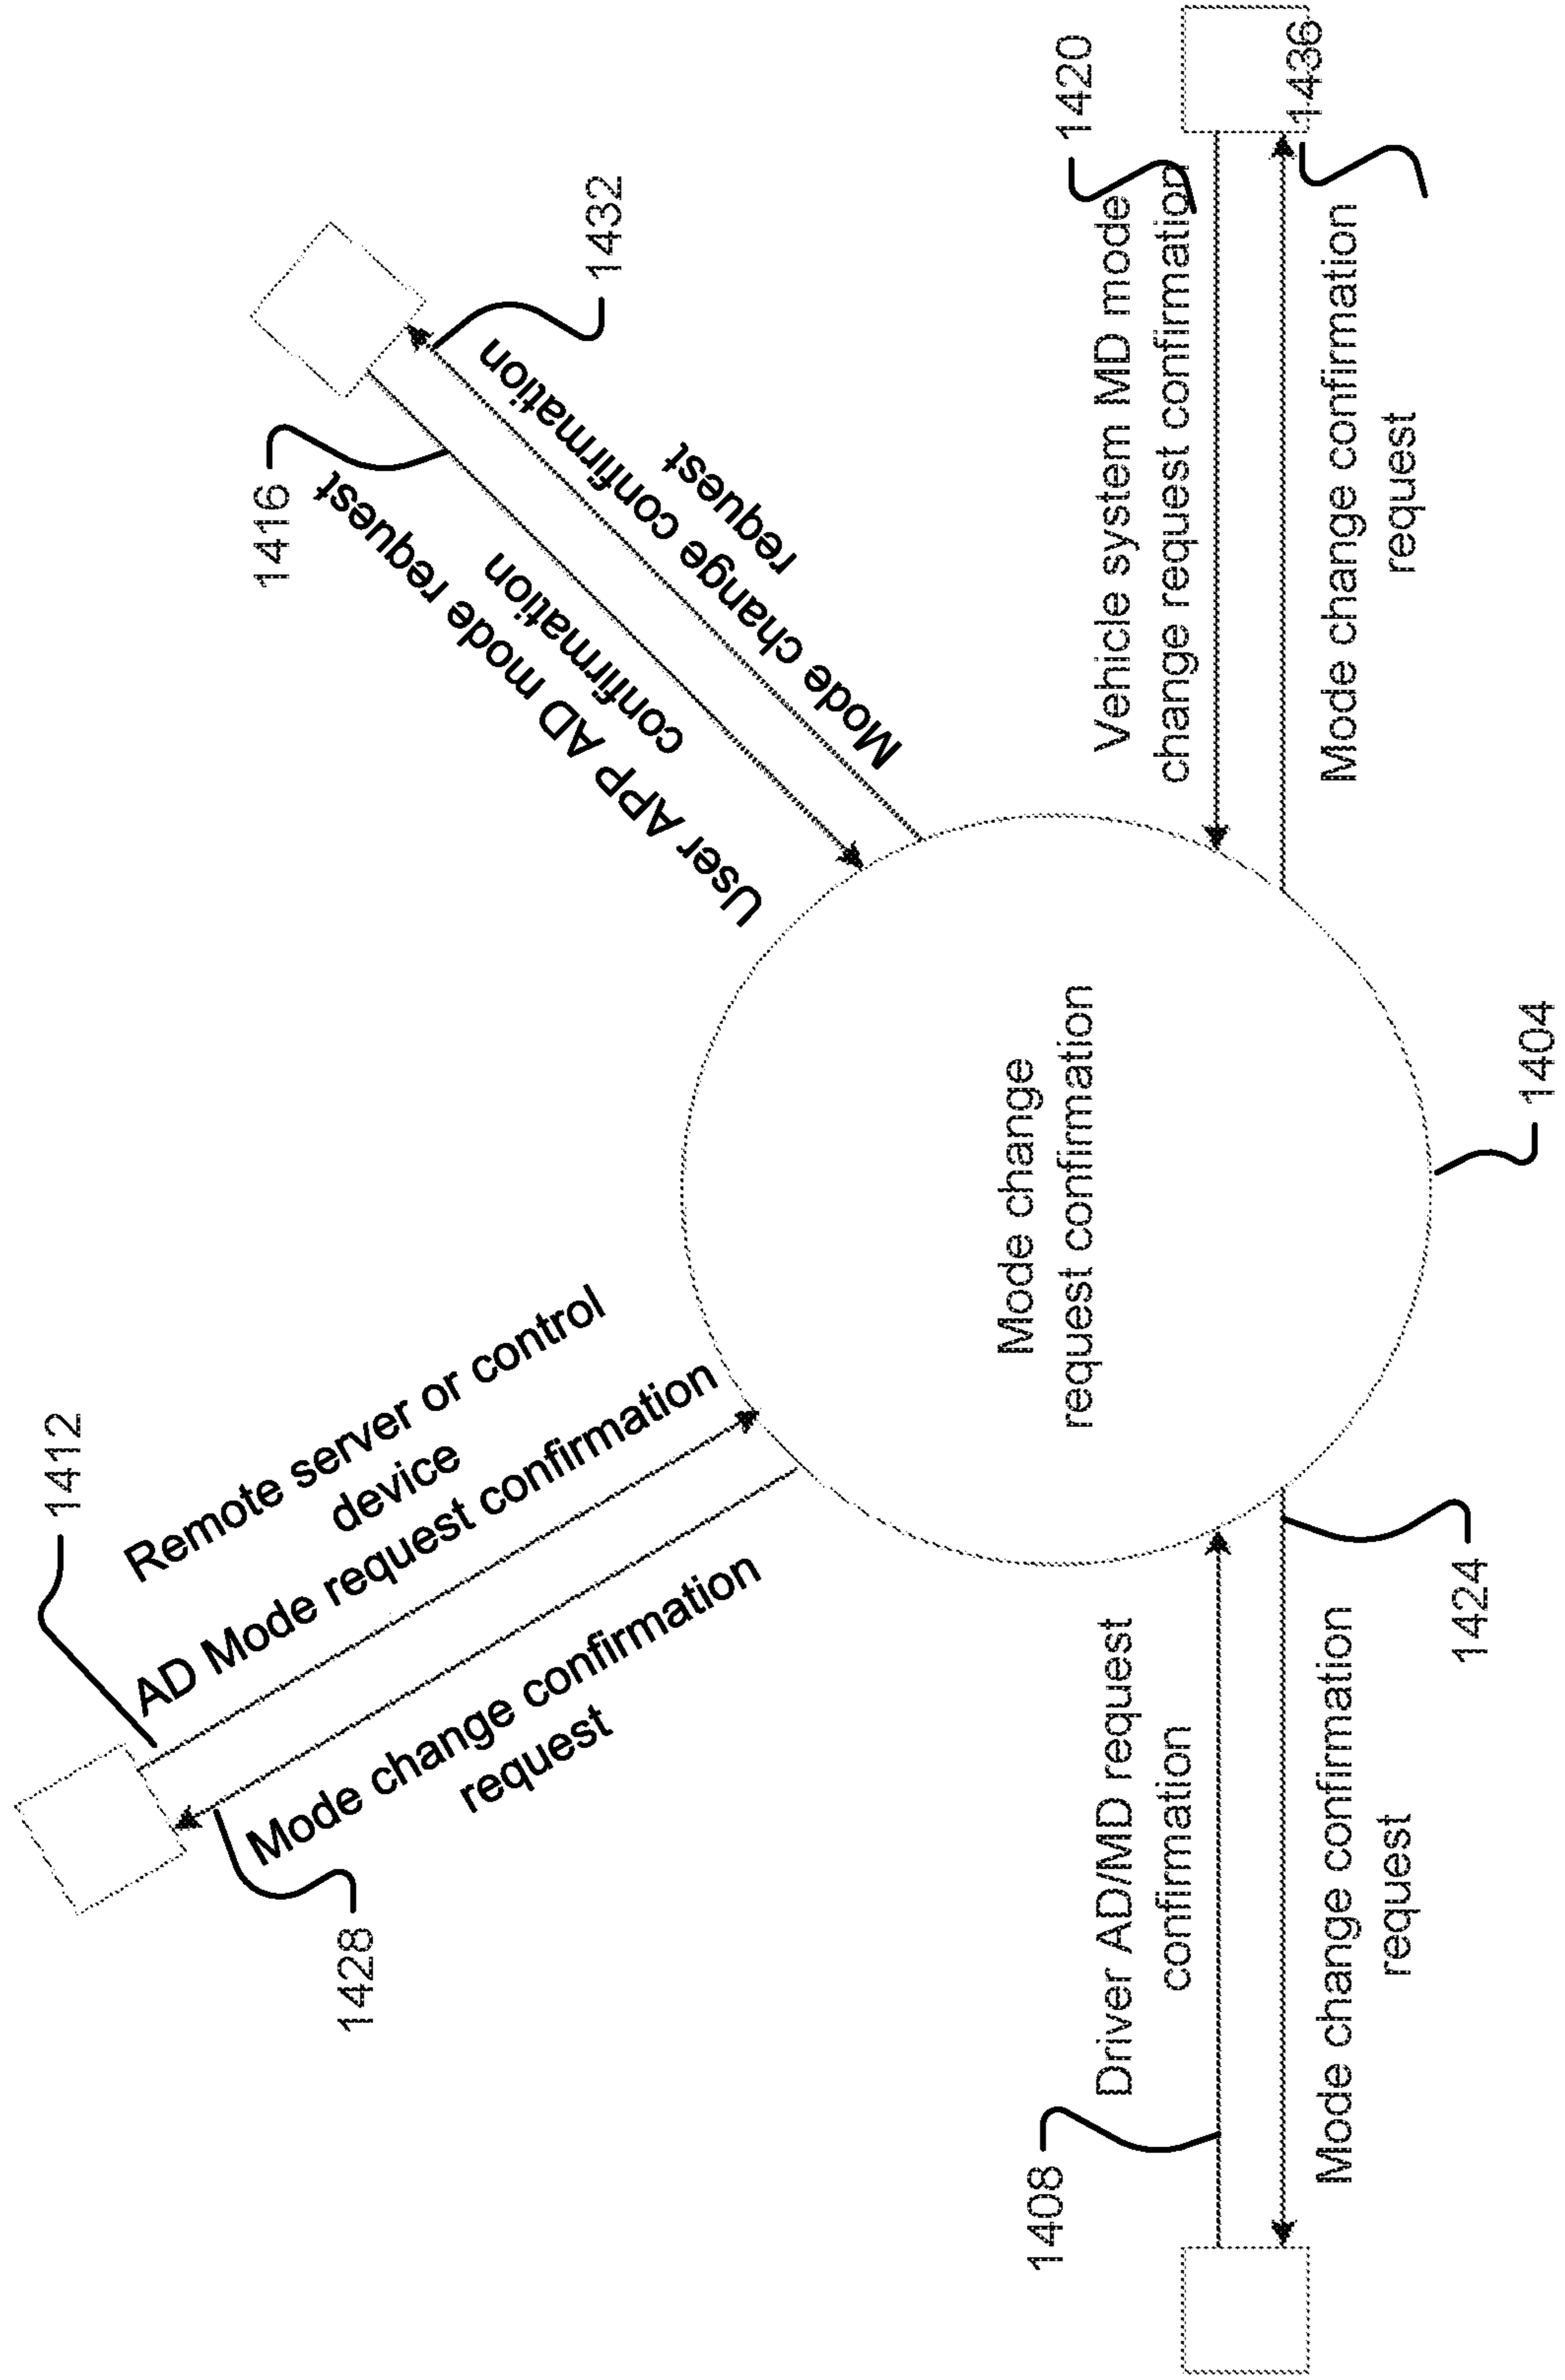 1412
Remote server or control
device
AD Mode request confirmation
Mode change confirmation
request
1428
1416
User APP AD mode request
confirmation
1432
Mode change confirmation
request
Mode change
request confirmation
1404
1408
Driver AD/MD request
confirmation
Mode change confirmation
request
1424
1420
Vehicle system MD mode
change request confirmation
1436
Mode change confirmation
request